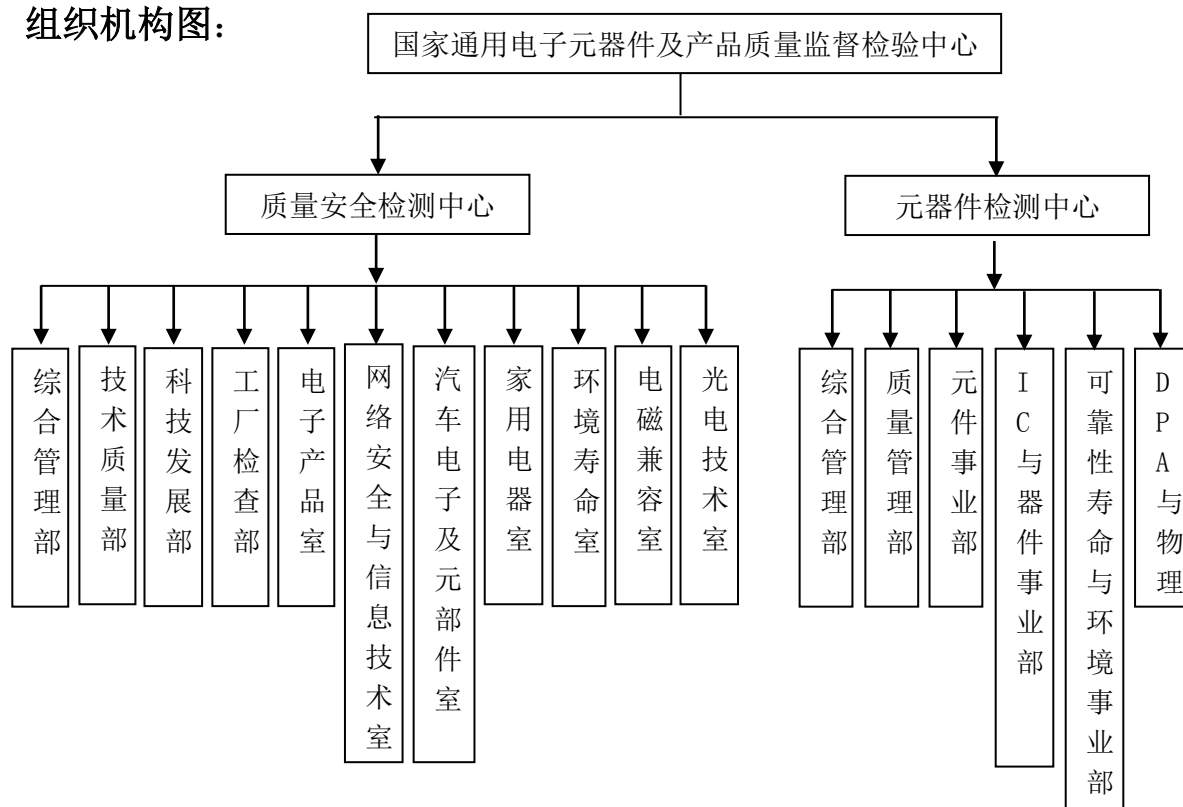 组织机构图：
国家通用电子元器件及产品质量监督检验中心
质量安全检测中心
元器件检测中心
综合管理部
技术质量部
科技发展部
工厂检查部
电子产品室
网络安全与信息技术室
汽车电子及元部件室
家用电器室
环境寿命室
电磁兼容室
光电技术室
综合管理部
质量管理部
元件事业部
IC与器件事业部
可靠性寿命与环境事业部
DPA与物理